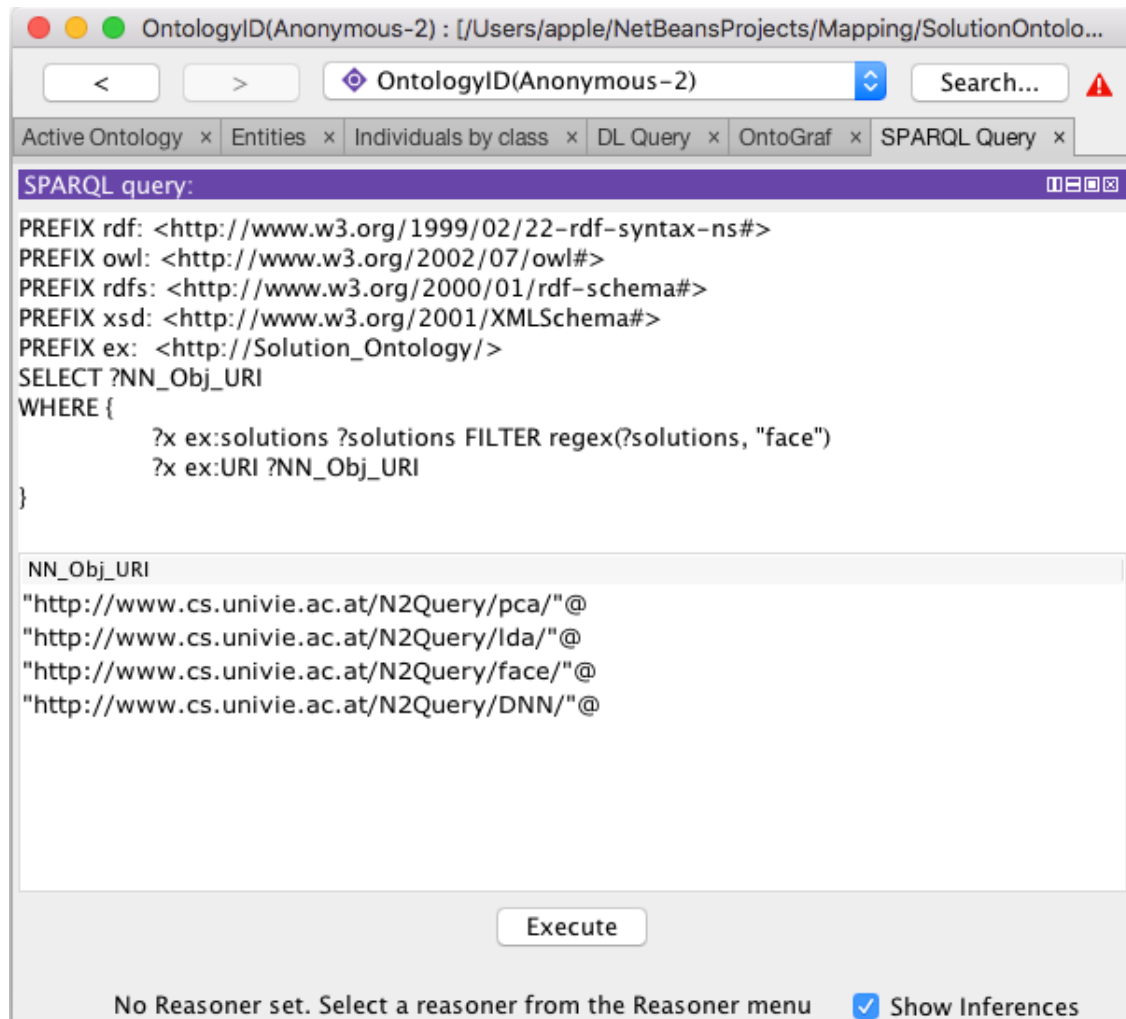 OntologyID(Anonymous-2) : [/Users/apple/NetBeansProjects/Mapping/SolutionOntolo...
< > OntologyID(Anonymous-2) Search...
Active Ontology × Entities × Individuals by class × DL Query × OntoGraf × SPARQL Query ×
SPARQL query:
PREFIX rdf: <http://www.w3.org/1999/02/22-rdf-syntax-ns#>
PREFIX owl: <http://www.w3.org/2002/07/owl#>
PREFIX rdfs: <http://www.w3.org/2000/01/rdf-schema#>
PREFIX xsd: <http://www.w3.org/2001/XMLSchema#>
PREFIX ex:  <http://Solution_Ontology/>
SELECT ?NN_Obj_URI
WHERE {
?x ex:solutions ?solutions FILTER regex(?solutions, "face")
?x ex:URI ?NN_Obj_URI
}
NN_Obj_URI
"http://www.cs.univie.ac.at/N2Query/pca/"@
"http://www.cs.univie.ac.at/N2Query/lda/"@
"http://www.cs.univie.ac.at/N2Query/face/"@
"http://www.cs.univie.ac.at/N2Query/DNN/"@
Execute
No Reasoner set. Select a reasoner from the Reasoner menu Show Inferences